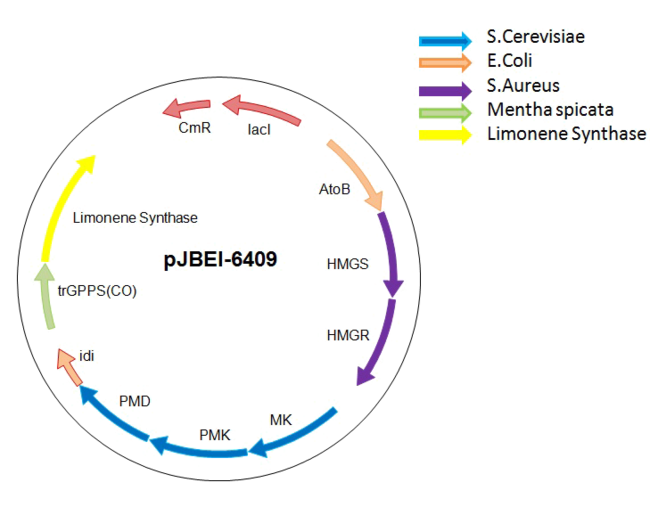 S.Cerevisiae
E.Coli
S.Aureus
Mentha spicata
Limonene Synthase
CmR
lacI
AtoB
Limonene Synthase
pJBEI-6409
HMGS
trGPPS(CO)
HMGR
idi
PMD
PMK
MK